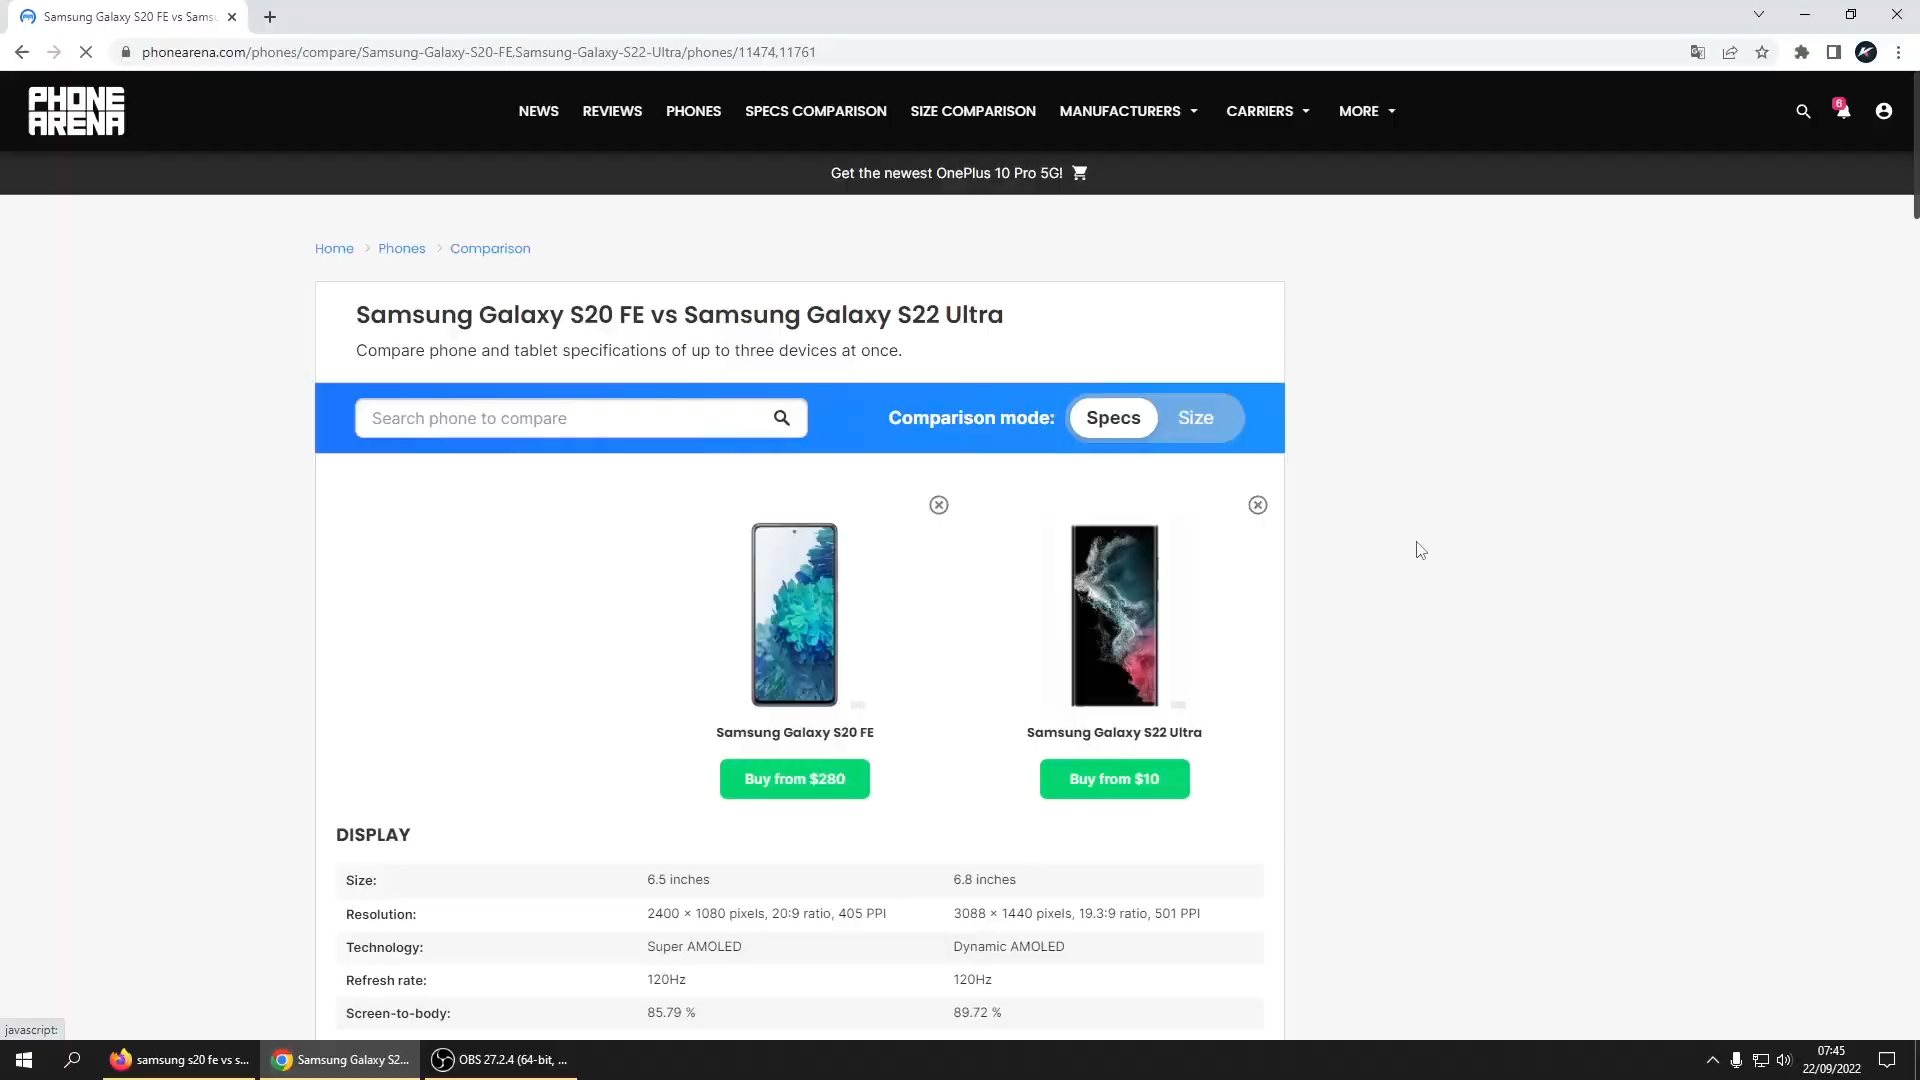 Samsung Galaxy S20 FE vs Sams
phonearena.com/phones/compare/Samsung-Galaxy-S20-FE,Samsung-Galaxy-S22-Ultra/phones/11474,11761
PHONE
ARENA
NEWS REVIEWS PHONES SPECS COMPARISON SIZE COMPARISON MANUFACTURERS CARRIERS MORE
6
Get the newest OnePlus 10 Pro 5G!
Home > Phones > Comparison
Samsung Galaxy S20 FE vs Samsung Galaxy S22 Ultra
Compare phone and tablet specifications of up to three devices at once.
Search phone to compare
Comparison mode: Specs Size
Samsung Galaxy S20 FE Samsung Galaxy S22 Ultra
Buy from $280 Buy from $10
DISPLAY
Size: 6.5 inches 6.8 inches
Resolution: 2400 × 1080 pixels, 20:9 ratio, 405 PPI 3088 × 1440 pixels, 19.3:9 ratio, 501 PPI
Technology: Super AMOLED Dynamic AMOLED
Refresh rate: 120Hz 120Hz
Screen-to-body: 85.79 % 89.72 %
javascript:
samsung s20 fe vs s... Samsung Galaxy S2... OBS 27.2.4 (64-bit, ...
07:45
22/09/2022